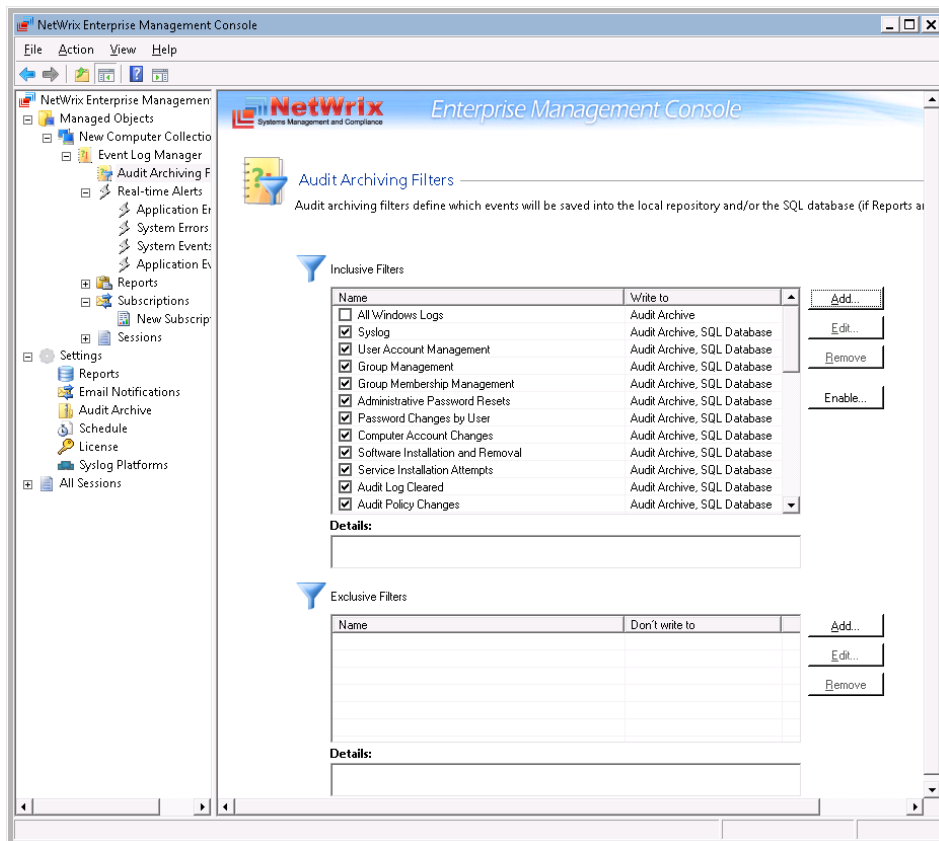 NetWrix Enterprise Management Console
File Action View Help
NetWrix Enterprise Managemen
Managed Objects
New Computer Collectio
Event Log Manager
Audit Archiving F
Real-time Alerts
Application Er
System Errors
System Events
Application Ev
Reports
Subscriptions
New Subscrip
Sessions
Settings
Reports
Email Notifications
Audit Archive
Schedule
License
Syslog Platforms
All Sessions
NetWrix
Systems Management and Compliance
Enterprise Management Console
Audit Archiving Filters
Audit archiving filters define which events will be saved into the local repository and/or the SQL database (if Reports ar
Inclusive Filters
Name Write to
All Windows Logs Audit Archive
Syslog Audit Archive, SQL Database
User Account Management Audit Archive, SQL Database
Group Management Audit Archive, SQL Database
Group Membership Management Audit Archive, SQL Database
Administrative Password Resets Audit Archive, SQL Database
Password Changes by User Audit Archive, SQL Database
Computer Account Changes Audit Archive, SQL Database
Software Installation and Removal Audit Archive, SQL Database
Service Installation Attempts Audit Archive, SQL Database
Audit Log Cleared Audit Archive, SQL Database
Audit Policy Changes Audit Archive, SQL Database
Add...
Edit...
Remove
Enable...
Details:
Exclusive Filters
Name Don't write to
Add...
Edit...
Remove
Details: